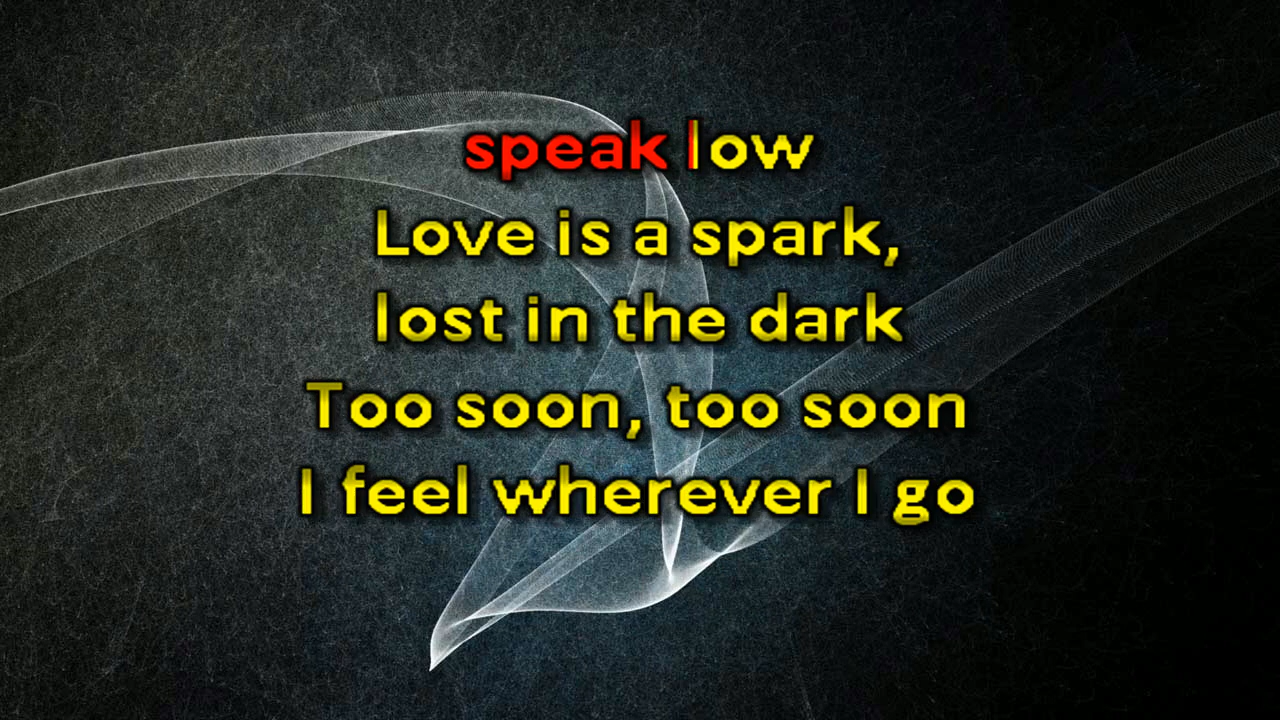 speak low
Love is a spark,
lost in the dark
Too soon, too soon
I feel wherever I go